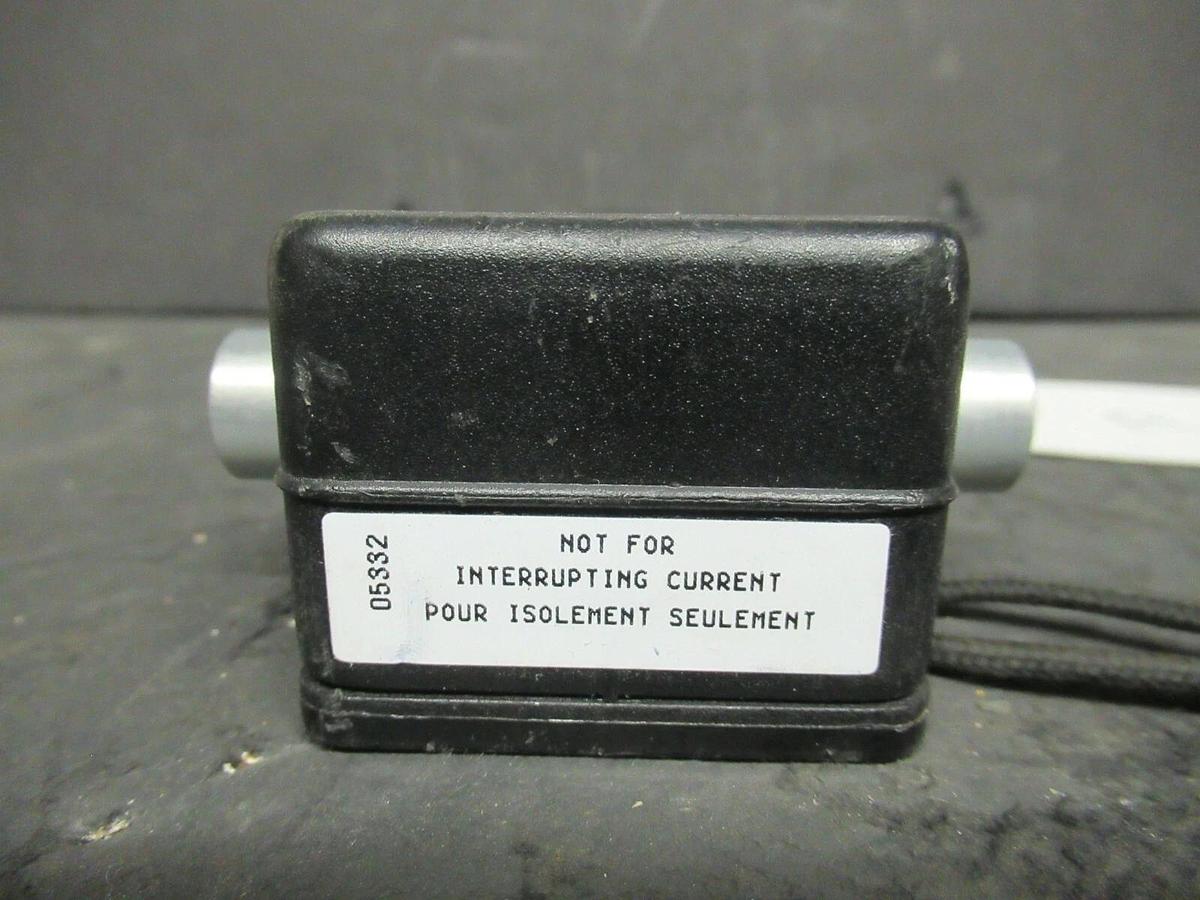 05332
NOT FOR
INTERRUPTING CURRENT
POUR ISOLEMENT SEULEMENT